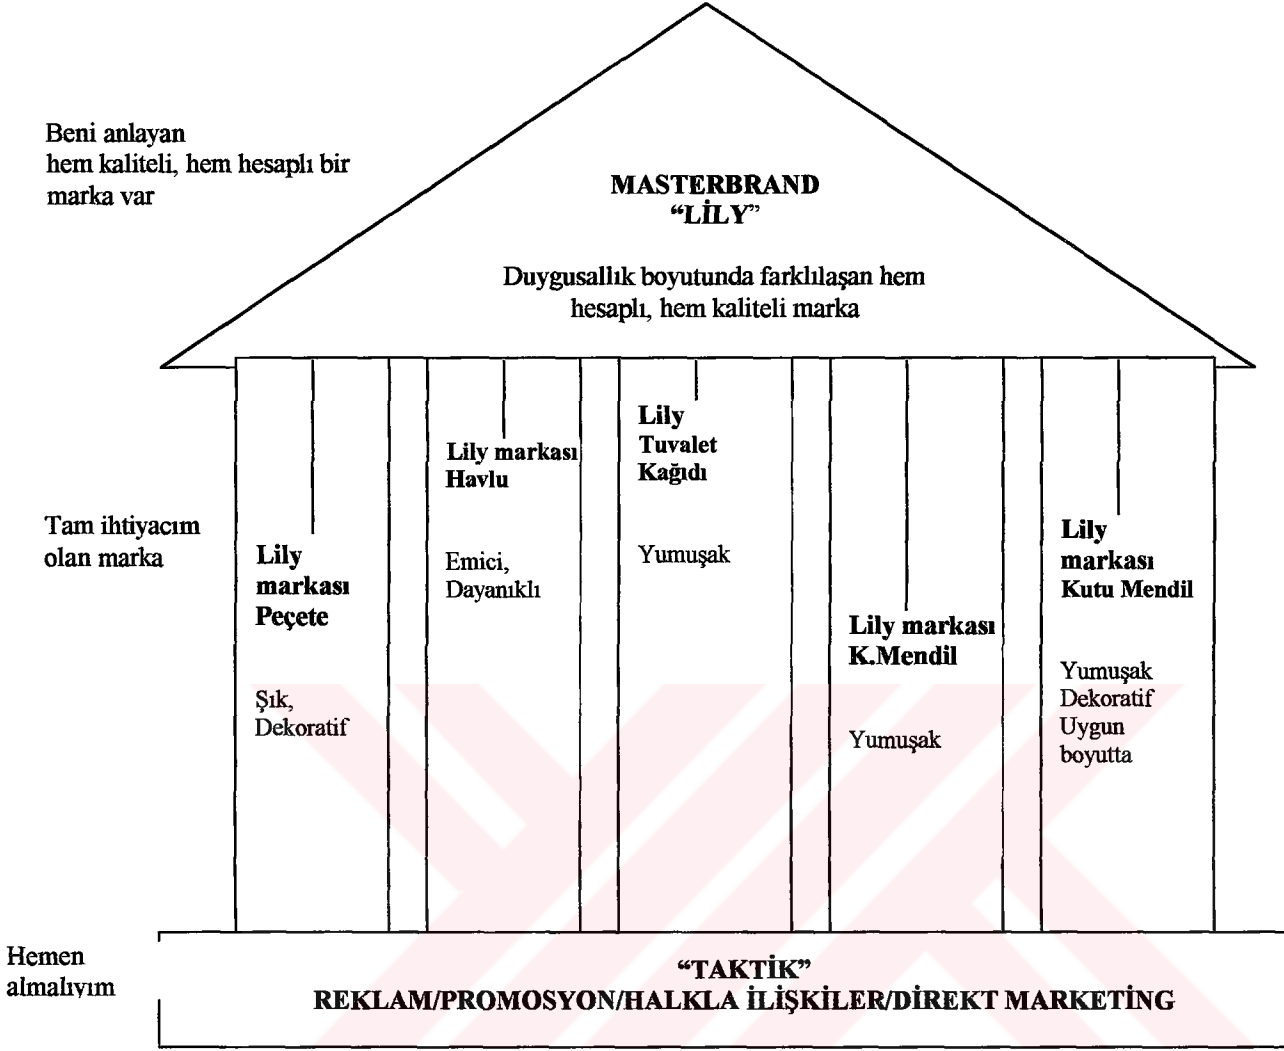 Beni anlayan
hem kaliteli, hem hesaplı bir
marka var
MASTERBRAND
“LİLY”
Duygusallık boyutunda farklılaşan hem
hesaplı, hem kaliteli marka
Tam ihtiyacım
olan marka
Lily
markası
Peçete
Şık,
Dekoratif
Lily markası
Havlu
Emici,
Dayanıklı
Lily
Tuvalet
Kağıdı
Yumuşak
Lily markası
K.Mendil
Yumuşak
Lily
markası
Kutu Mendil
Yumuşak
Dekoratif
Uygun
boyutta
Hemen
almalıyım
“TAKTİK”
REKLAM/PROMOSYON/HALKLA İLİŞKİLER/DİREKT MARKETİNG